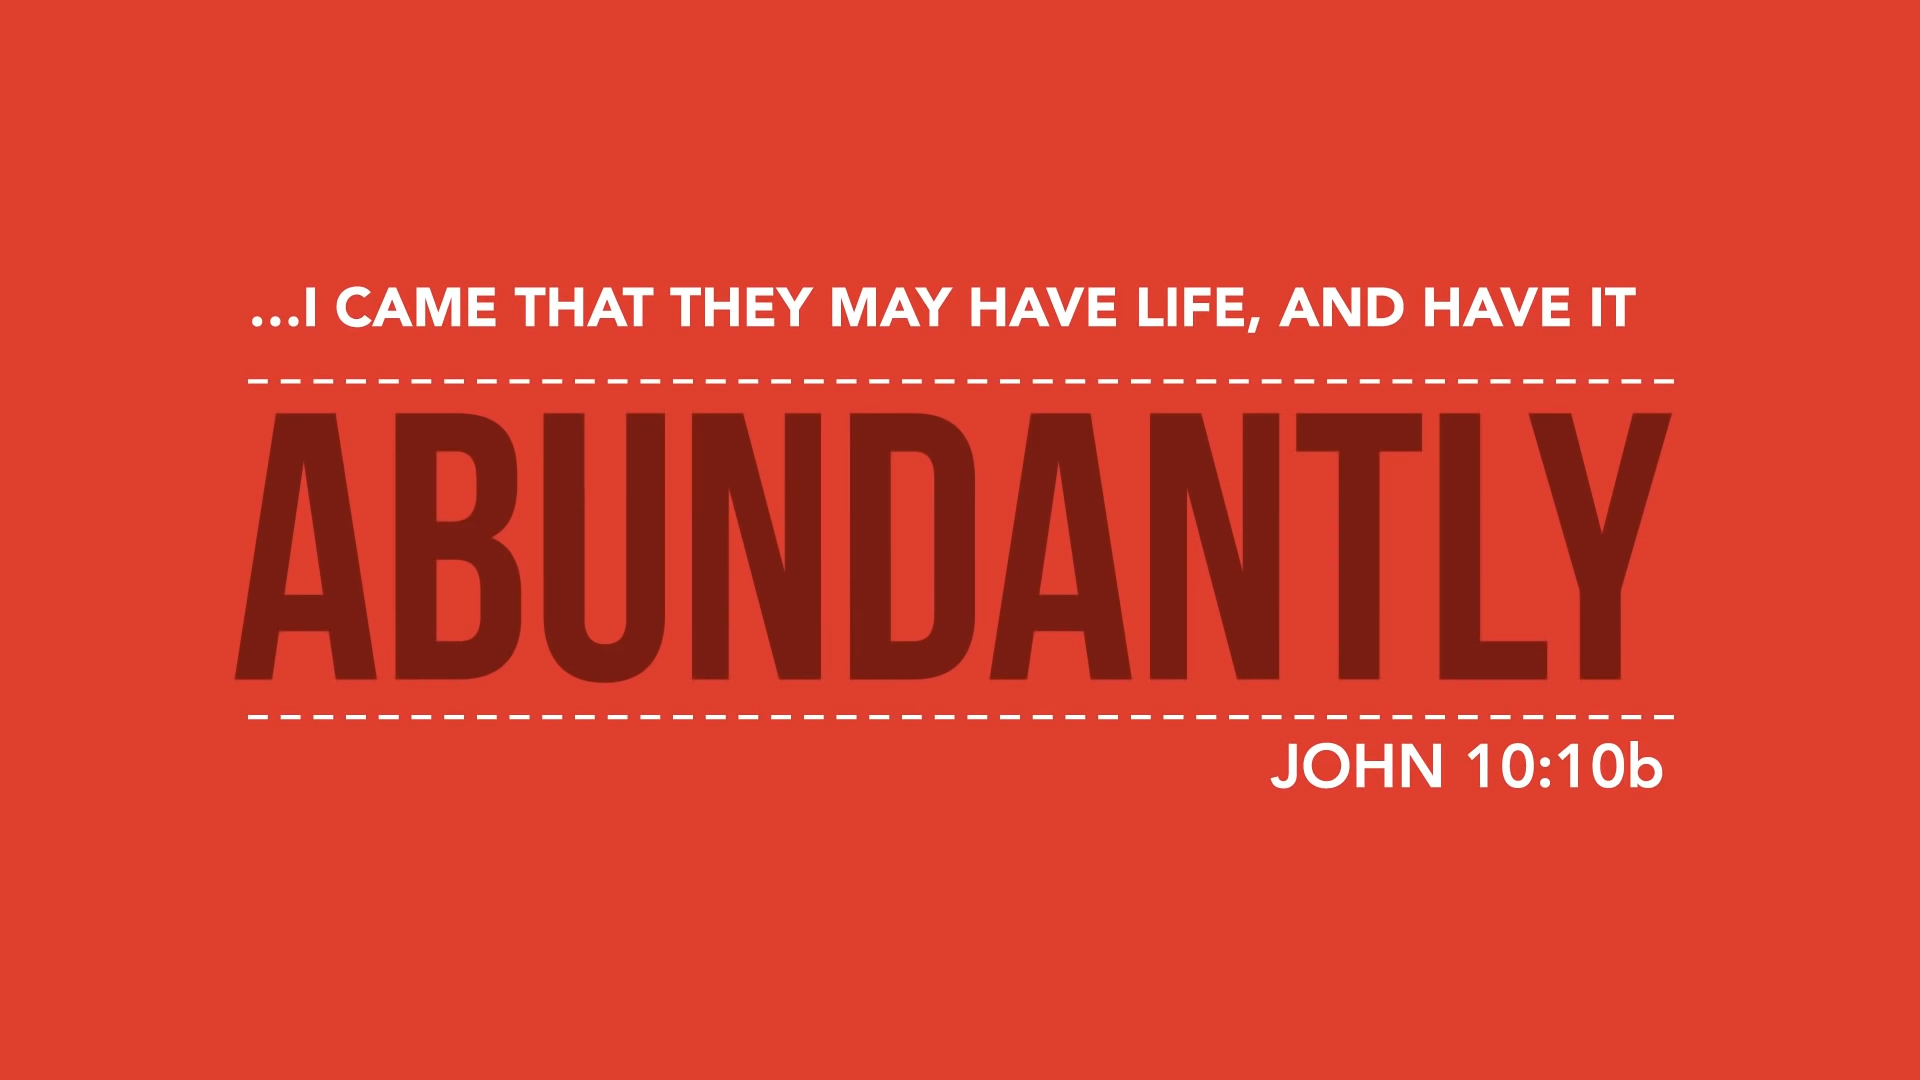 ...I CAME THAT THEY MAY HAVE LIFE, AND HAVE IT
ABUNDANTLY
JOHN 10:10b